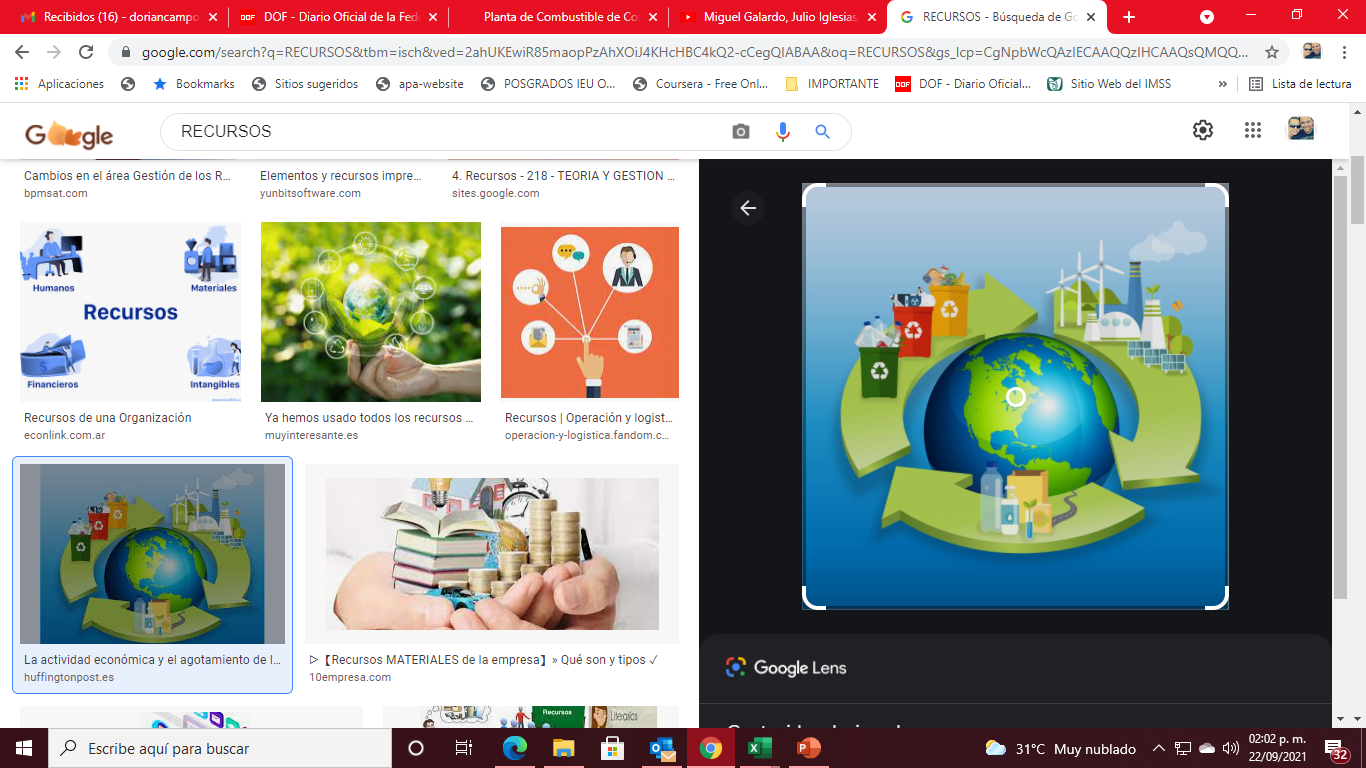 Recibidos (16) - doriancampo
DOF - Diario Oficial de la Fede
Planta de Combustible de Co
Miguel Galardo, Julio Iglesias
RECURSOS - Búsqueda de Go
google.com/search?q=RECURSOS&tbm=isch&ved=2ahUKEwiR85maopPzAhXOiJ4KHcHBC4kQ2-cCegQIABAA&oq=RECURSOS&gs_lcp=CgNpbWcQAzIECAAQQzIHCAAQsQMQQ...
Aplicaciones
Bookmarks
Sitios sugeridos
apa-website
POSGRADOS IEU O...
Coursera - Free Onl...
IMPORTANTE
DOF
DOF - Diario Oficial...
Sitio Web del IMSS
»
Lista de lectura
Google
RECURSOS
Cambios en el área Gestión de los R...
bpmsat.com
Elementos y recursos impre...
yunbitsoftware.com
4. Recursos - 218 - TEORIA Y GESTION ...
sites.google.com
Humanos
Materiales
Recursos
Financieros
Intangibles
Recursos de una Organización
econlink.com.ar
Ya hemos usado todos los recursos ...
muyinteresante.es
Recursos | Operación y logist...
operacion-y-logistica.fandom.c...
La actividad económica y el agotamiento de l...
huffingtonpost.es
▷【Recursos MATERIALES de la empresa】» Qué son y tipos ✓
10empresa.com
Recursos
Google Lens
Escribe aquí para buscar
31°C Muy nublado
02:02 p. m.
22/09/2021
32